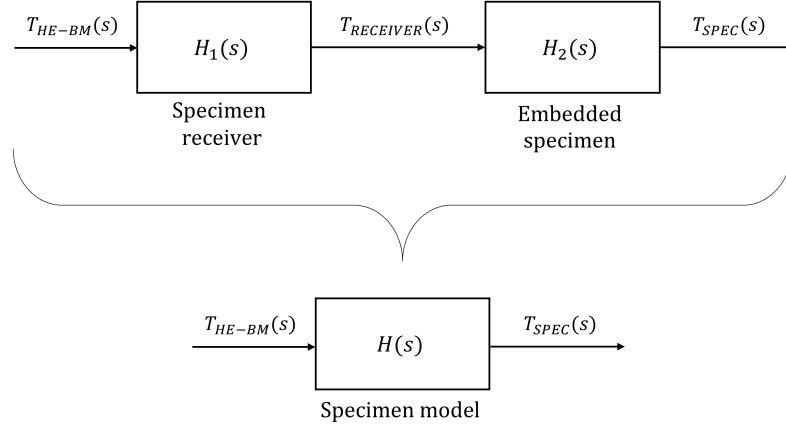 T_{HE-BM}(s)
H_1(s)
T_{RECEIVER}(s)
H_2(s)
T_{SPEC}(s)
Specimen
receiver
Embedded
specimen
T_{HE-BM}(s)
H(s)
T_{SPEC}(s)
Specimen model